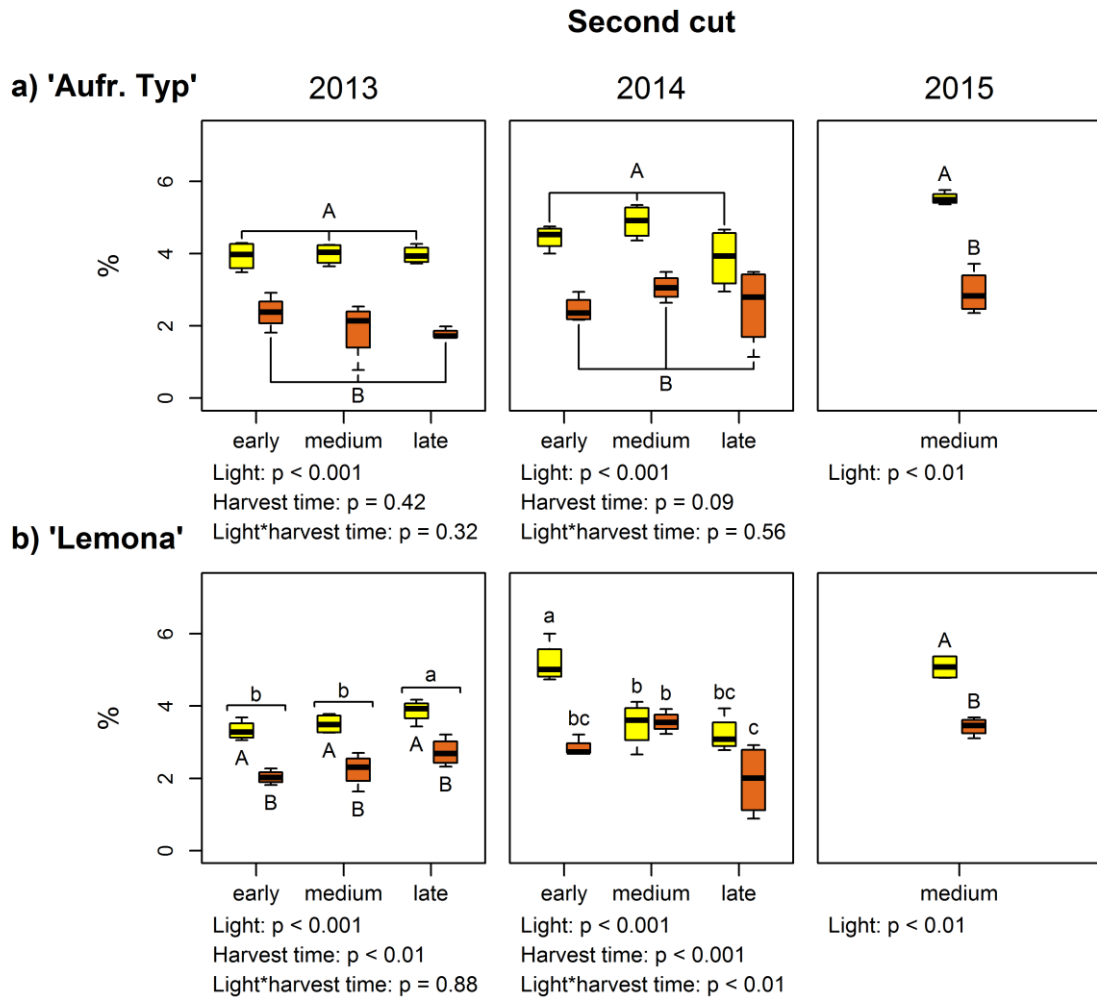 Second cut
a) 'Aufr. Typ' 2013 2014 2015
%
6
4
2
0
A
B
A
B
A
B
early medium late
early medium late
medium
Light: p < 0.001
Harvest time: p = 0.42
Light*harvest time: p = 0.32
Light: p < 0.001
Harvest time: p = 0.09
Light*harvest time: p = 0.56
Light: p < 0.01
b) 'Lemona'
%
6
4
2
0
b b a
A A A
B B B
a
bc
b b
bc
c
A
B
early medium late
early medium late
medium
Light: p < 0.001
Harvest time: p < 0.01
Light*harvest time: p = 0.88
Light: p < 0.001
Harvest time: p < 0.001
Light*harvest time: p < 0.01
Light: p < 0.01